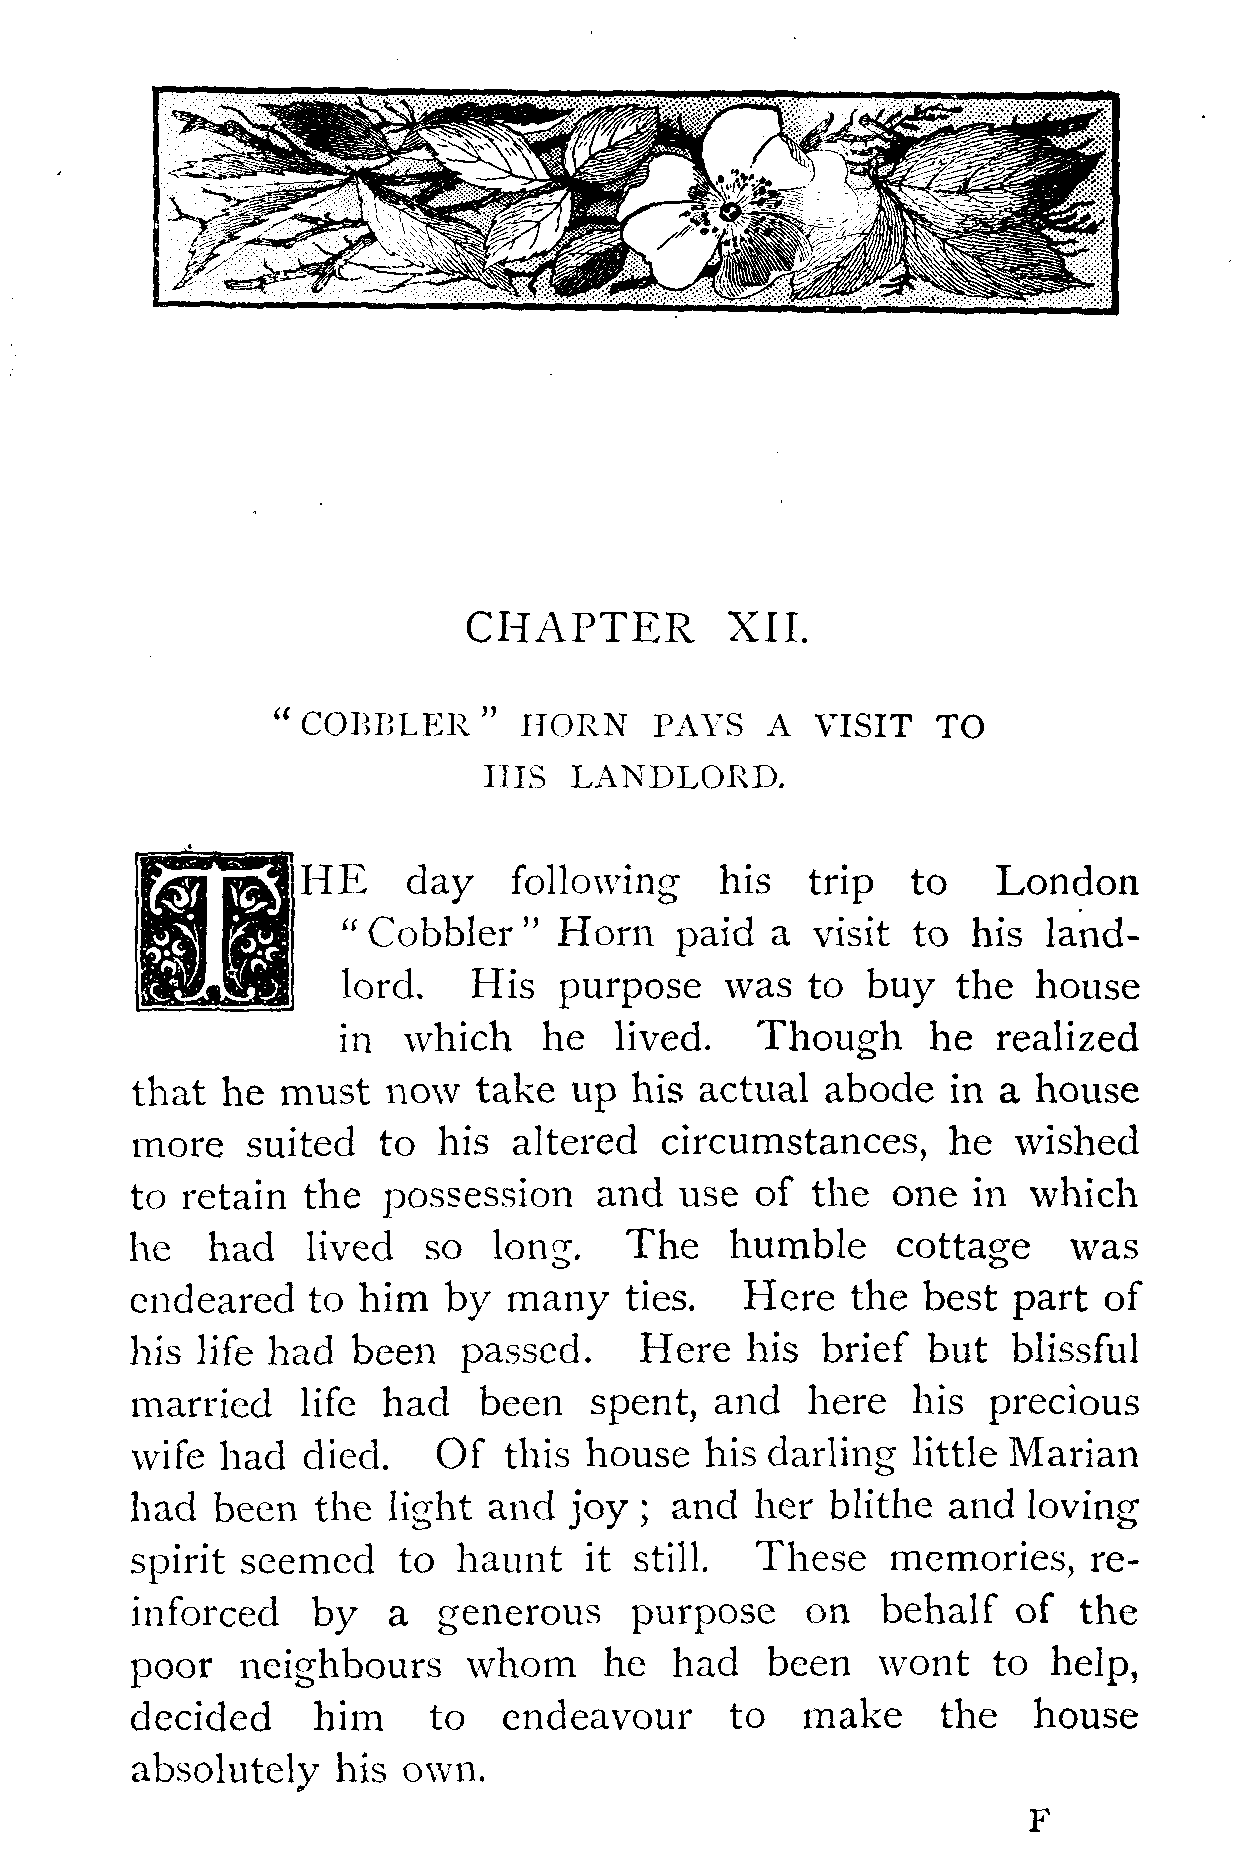 CHAPTER XII.
“COBBLER” HORN PAYS A VISIT TO
HIS LANDLORD.
THE day following his trip to London
“Cobbler” Horn paid a visit to his land-
lord. His purpose was to buy the house
in which he lived. Though he realized
that he must now take up his actual abode in a house
more suited to his altered circumstances, he wished
to retain the possession and use of the one in which
he had lived so long. The humble cottage was
endeared to him by many ties. Here the best part of
his life had been passed. Here his brief but blissful
married life had been spent, and here his precious
wife had died. Of this house his darling little Marian
had been the light and joy; and her blithe and loving
spirit seemed to haunt it still. These memories, re-
inforced by a generous purpose on behalf of the
poor neighbours whom he had been wont to help,
decided him to endeavour to make the house
absolutely his own.
F